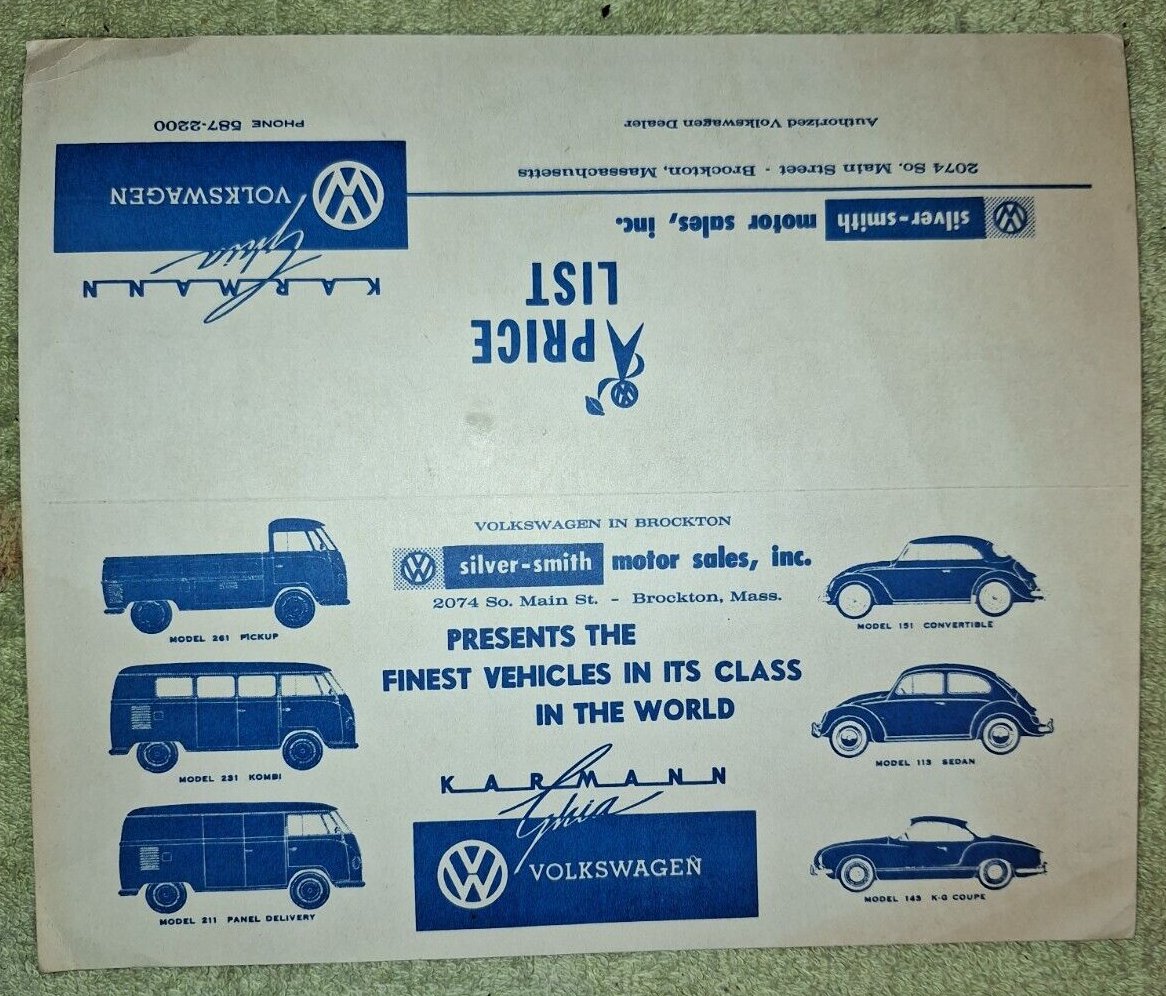 PHONE 587-2200
Authorized Volkswagen Dealer
2074 So. Main Street - Brockton, Massachusetts
VOLKSWAGEN
silver-smith motor sales, inc.
KARMANN
Ghia
PRICE
LIST
VOLKSWAGEN IN BROCKTON
silver-smith motor sales, inc.
2074 So. Main St. - Brockton, Mass.
PRESENTS THE
FINEST VEHICLES IN ITS CLASS
IN THE WORLD
KARMANN
Ghia
VOLKSWAGEN
MODEL 261 PICKUP
MODEL 231 KOMBI
MODEL 211 PANEL DELIVERY
MODEL 151 CONVERTIBLE
MODEL 113 SEDAN
MODEL 143 K-G COUPE